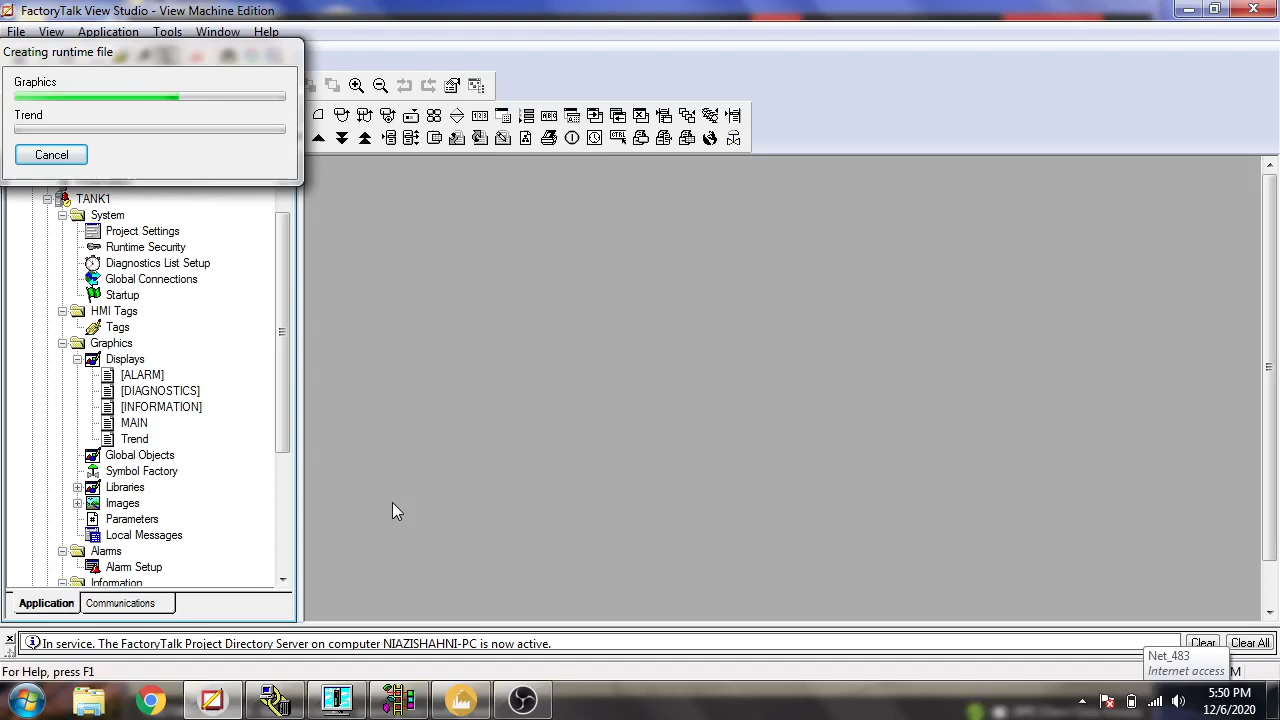 FactoryTalk View Studio - View Machine Edition
File View Application Tools Window Help
Creating runtime file
Graphics
Trend
Cancel
TANK1
System
Project Settings
Runtime Security
Diagnostics List Setup
Global Connections
Startup
HMI Tags
Tags
Graphics
Displays
[ALARM]
[DIAGNOSTICS]
[INFORMATION]
MAIN
Trend
Global Objects
Symbol Factory
Libraries
Images
Parameters
Local Messages
Alarms
Alarm Setup
Information
Application Communications
In service. The FactoryTalk Project Directory Server on computer NIAZISHAHNI-PC is now active.
Clear Clear All
Net_483
Internet access
For Help, press F1
5:50 PM
12/6/2020